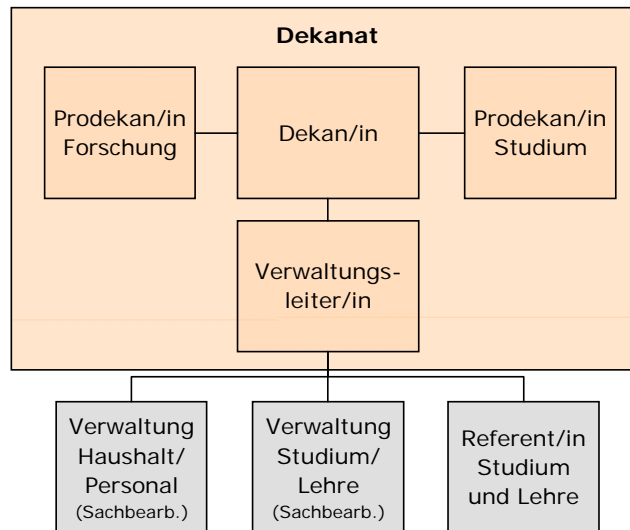 Dekanat
Prodekan/in
Forschung
Dekan/in
Prodekan/in
Studium
Verwaltungs-
leiter/in
Verwaltung
Haushalt/
Personal
(Sachbearb.)
Verwaltung
Studium/
Lehre
(Sachbearb.)
Referent/in
Studium
und Lehre